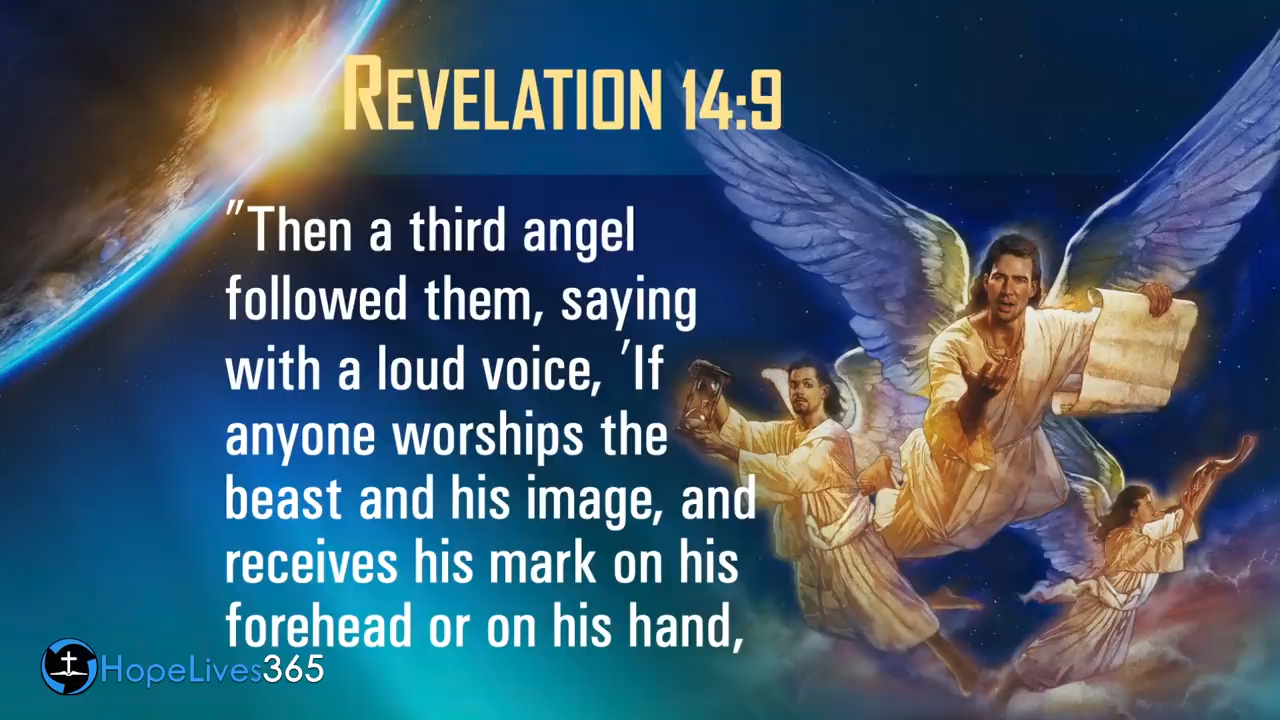 REVELATION 14:9
"Then a third angel
followed them, saying
with a loud voice, 'If
anyone worships the
beast and his image, and
receives his mark on his
forehead or on his hand,
HopeLives365